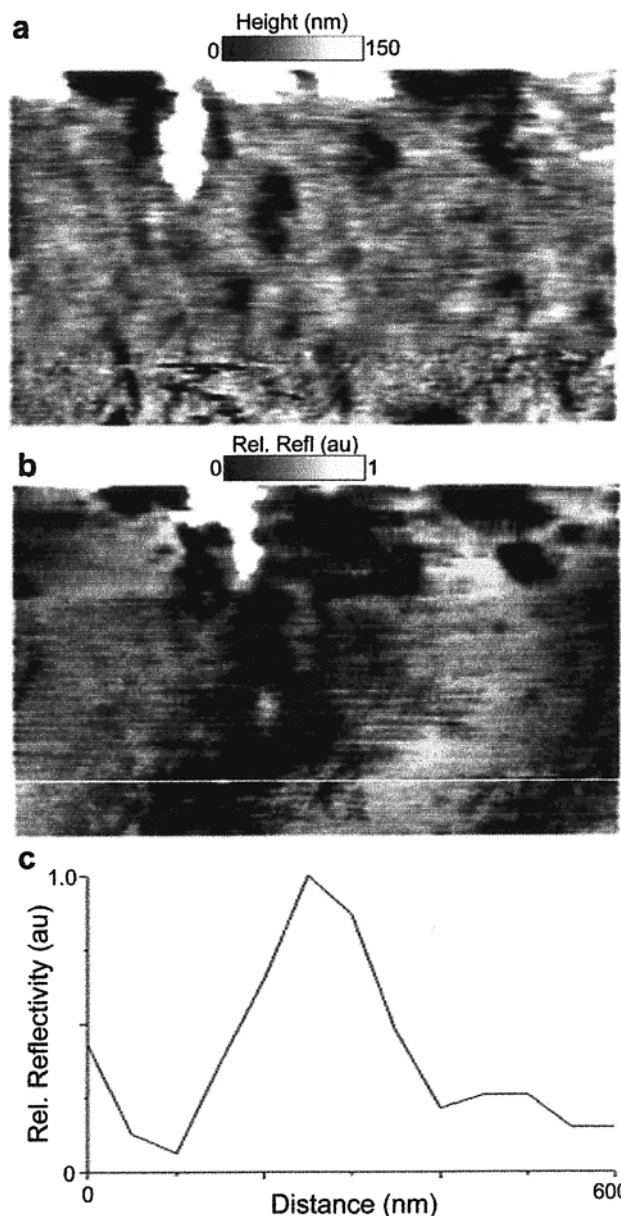 a
Height (nm)
0 150
b
Rel. Refl (au)
0 1
c
1.0
Rel. Reflectivity (au)
0
0 600
Distance (nm)